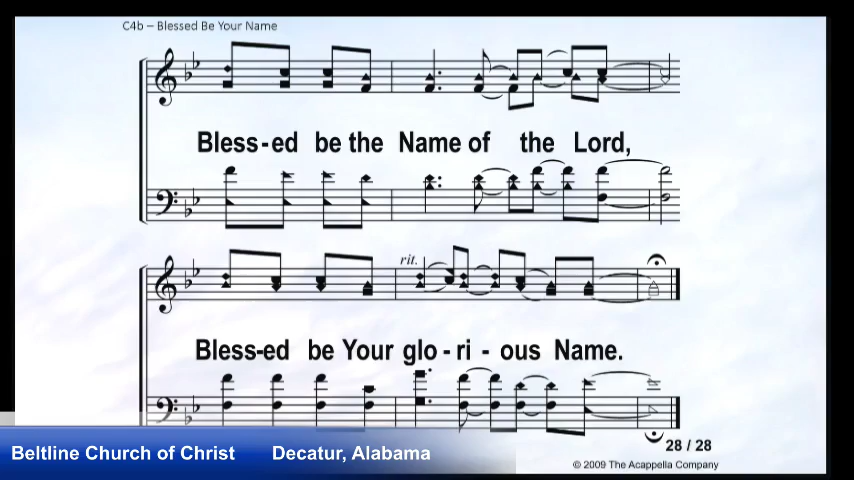 C4b – Blessed Be Your Name
Bless-ed be the Name of the Lord,
rit.
Bless-ed be Your glo - ri - ous Name.
28 / 28
Beltline Church of Christ Decatur, Alabama
© 2009 The Acappella Company